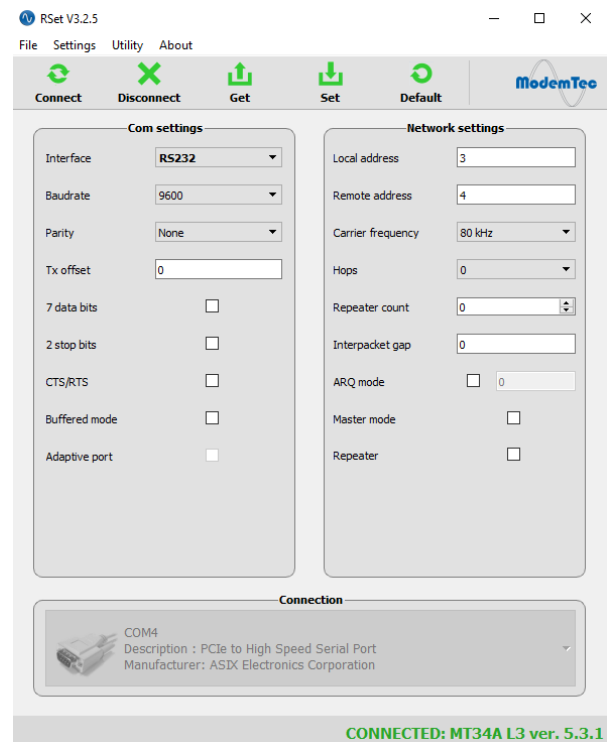 RSet V3.2.5
File Settings Utility About
Connect Disconnect Get Set Default ModemTec
Com settings
Interface RS232
Baudrate 9600
Parity None
Tx offset 0
7 data bits
2 stop bits
CTS/RTS
Buffered mode
Adaptive port
Network settings
Local address 3
Remote address 4
Carrier frequency 80 kHz
Hops 0
Repeater count 0
Interpacket gap 0
ARQ mode 0
Master mode
Repeater
Connection
COM4
Description : PCIe to High Speed Serial Port
Manufacturer: ASIX Electronics Corporation
CONNECTED: MT34A L3 ver. 5.3.1